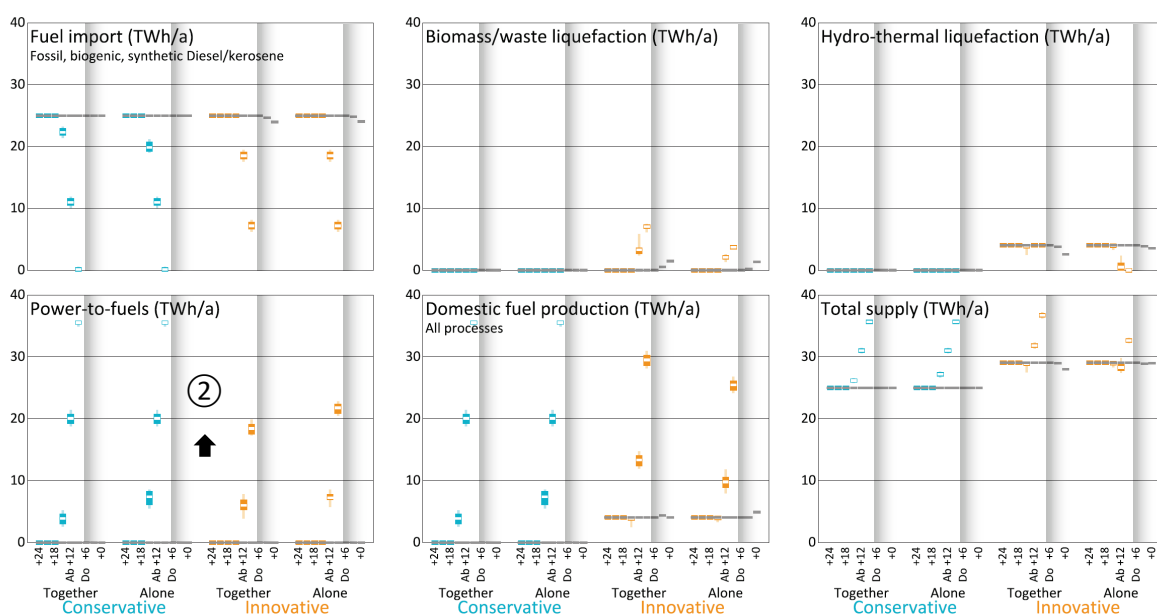 40 Fuel import (TWh/a)
Fossil, biogenic, synthetic Diesel/kerosene
30
20
10
0
40 Biomass/waste liquefaction (TWh/a)
30
20
10
0
40 Hydro-thermal liquefaction (TWh/a)
30
20
10
0
40 Power-to-fuels (TWh/a)
30
②
20
10
0
+24 +18 Ab +12 Do +6 +0 +24 +18 Ab +12 Do +6 +0 +24 +18 Ab +12 Do +6 +0 +24 +18 Ab +12 Do +6 +0
Together Alone Together Alone
Conservative Innovative
40 Domestic fuel production (TWh/a)
All processes
30
20
10
0
+24 +18 Ab +12 Do +6 +0 +24 +18 Ab +12 Do +6 +0 +24 +18 Ab +12 Do +6 +0 +24 +18 Ab +12 Do +6 +0
Together Alone Together Alone
Conservative Innovative
40 Total supply (TWh/a)
30
20
10
0
+24 +18 Ab +12 Do +6 +0 +24 +18 Ab +12 Do +6 +0 +24 +18 Ab +12 Do +6 +0 +24 +18 Ab +12 Do +6 +0
Together Alone Together Alone
Conservative Innovative